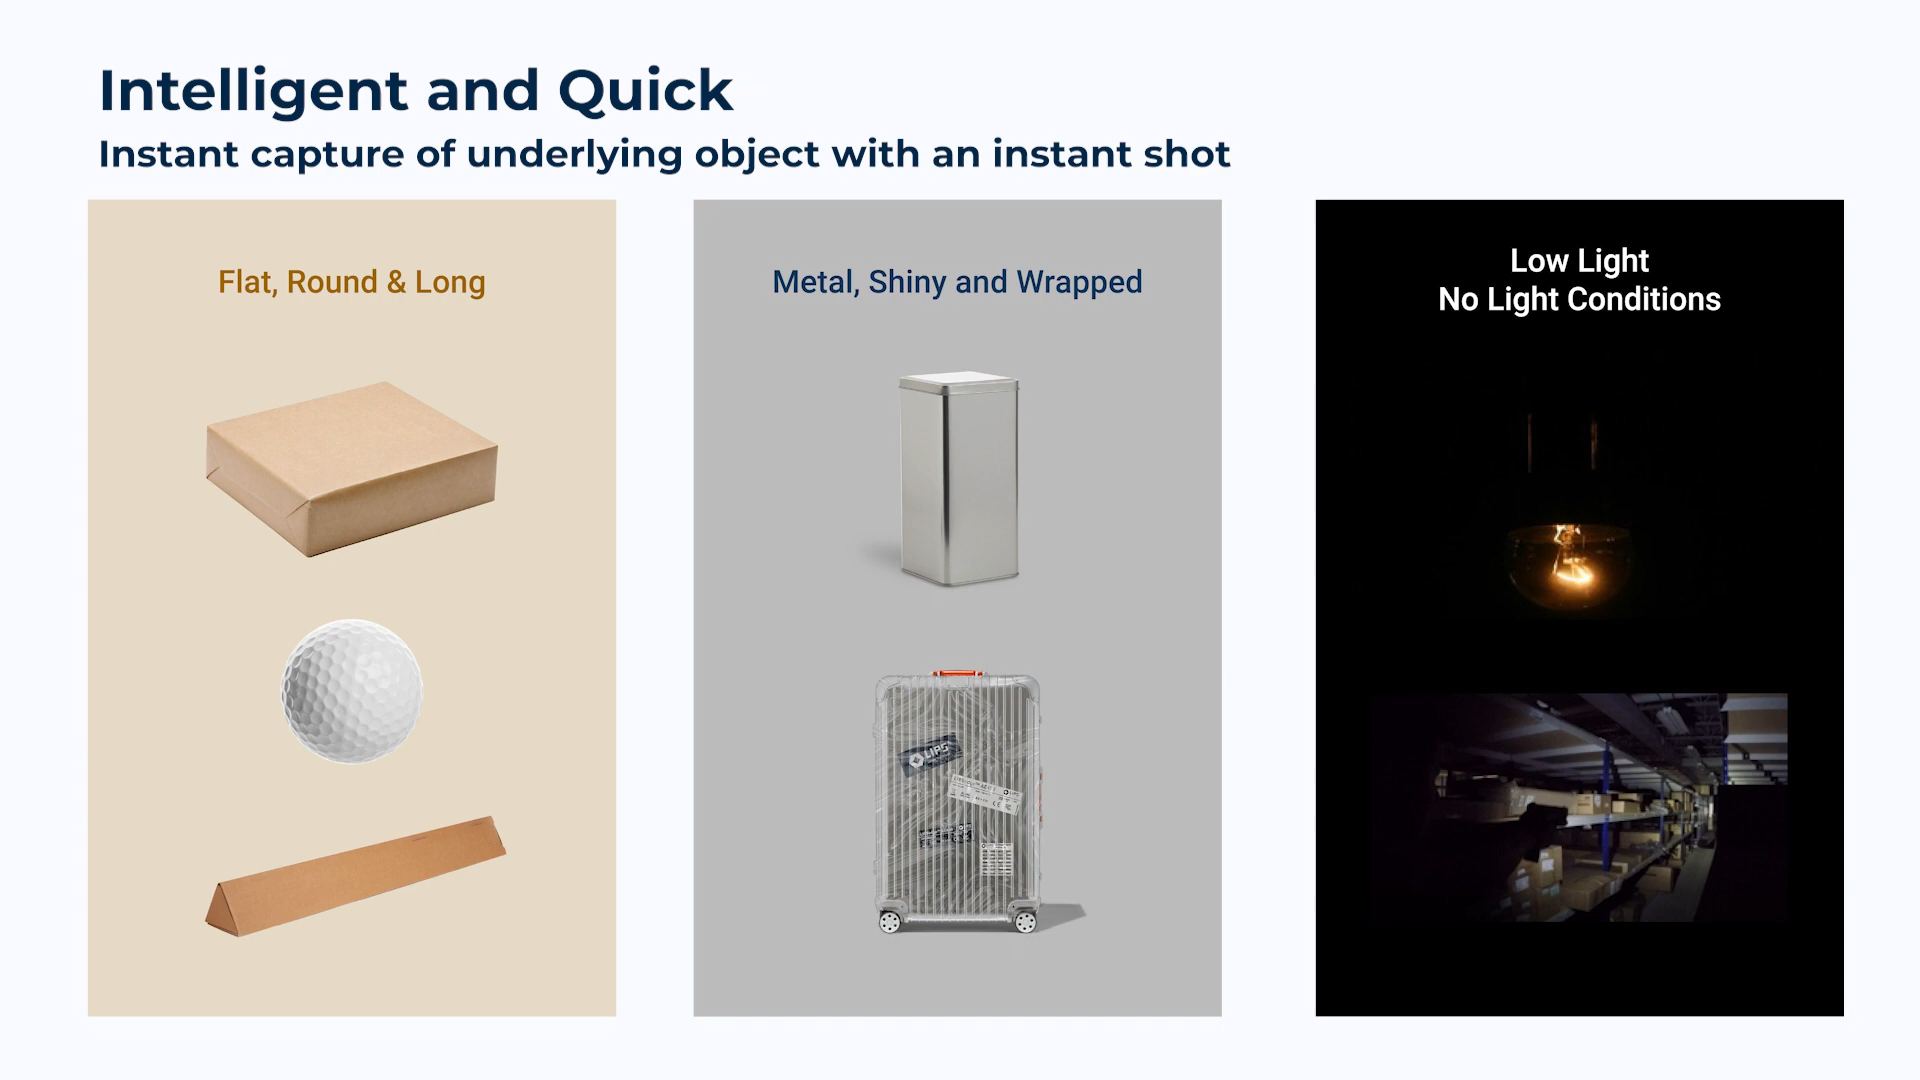 Intelligent and Quick
Instant capture of underlying object with an instant shot
Flat, Round & Long
Metal, Shiny and Wrapped
Low Light
No Light Conditions
LIPS